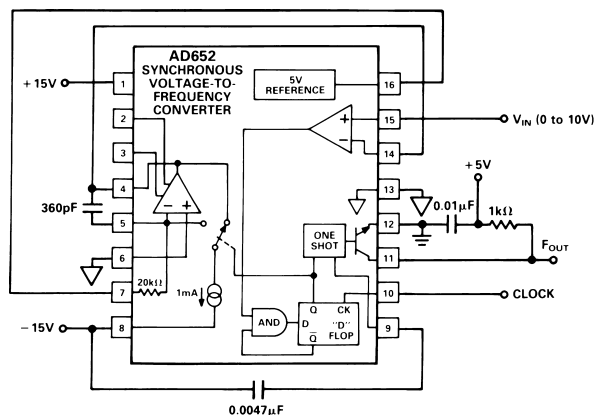 AD652
SYNCHRONOUS
VOLTAGE-TO-
FREQUENCY
CONVERTER
5V
REFERENCE
+15V
1
16
2
15
VIN (0 to 10V)
3
14
+5V
4
13
360pF
0.01μF
1kΩ
5
12
ONE
SHOT
FOUT
6
11
20kΩ
7
1mA
10
CLOCK
AND
D
Q
CK
"D"
FLOP
Q̅
−15V
8
9
0.0047μF
+
−
−
+